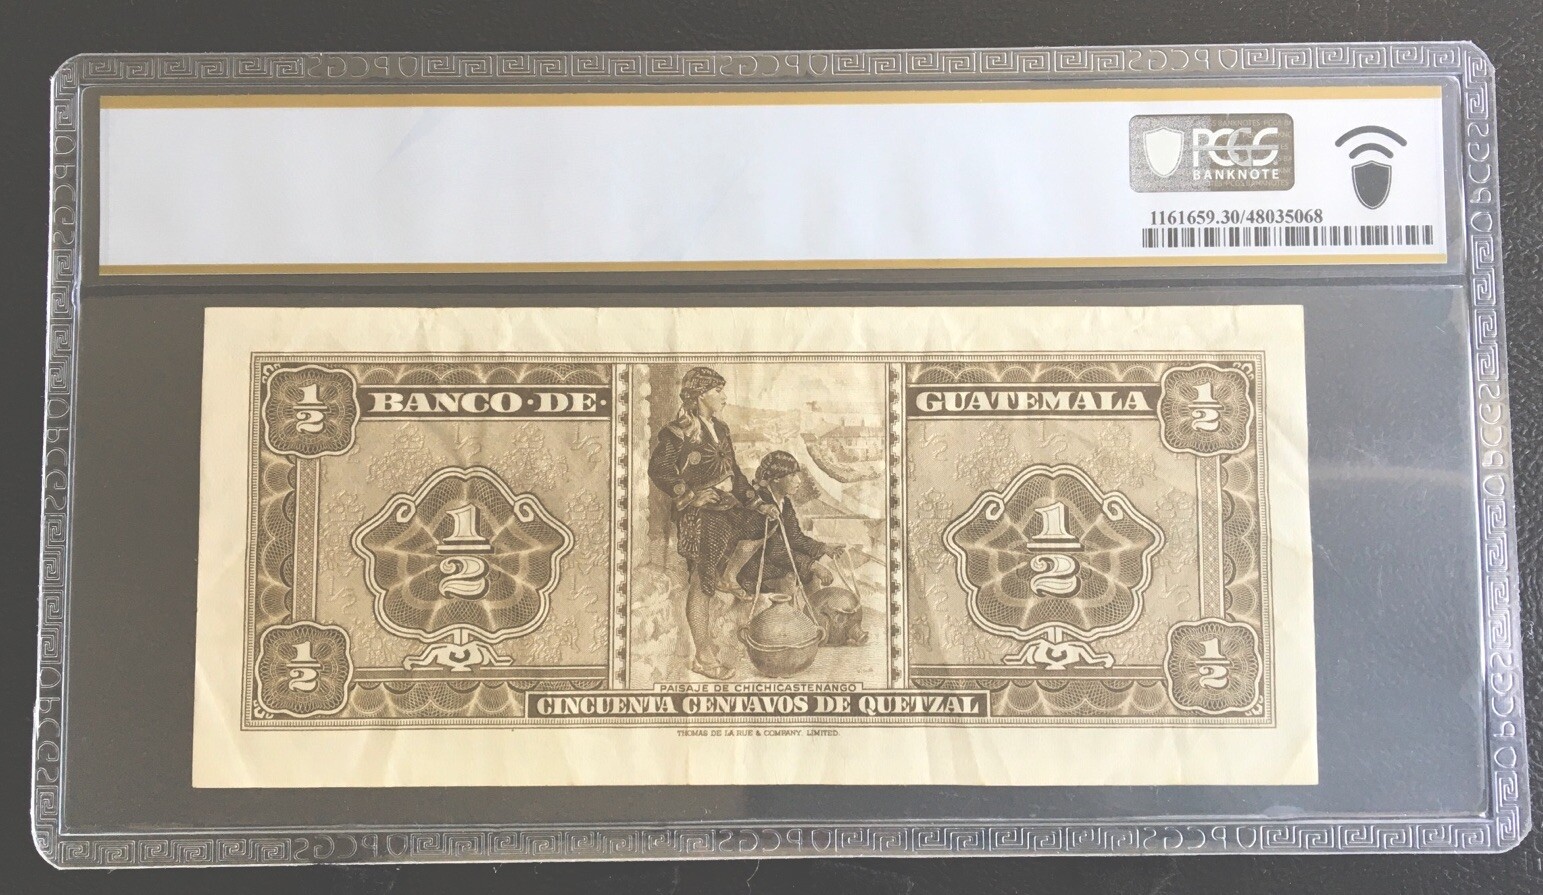 PCGS
BANKNOTE
1161659.30/48035068
1/2 BANCO·DE· GUATEMALA 1/2
1/2 1/2
1/2 1/2
PAISAJE DE CHICHICASTENANGO
CINCUENTA CENTAVOS DE QUETZAL
THOMAS DE LA RUE & COMPANY. LIMITED.